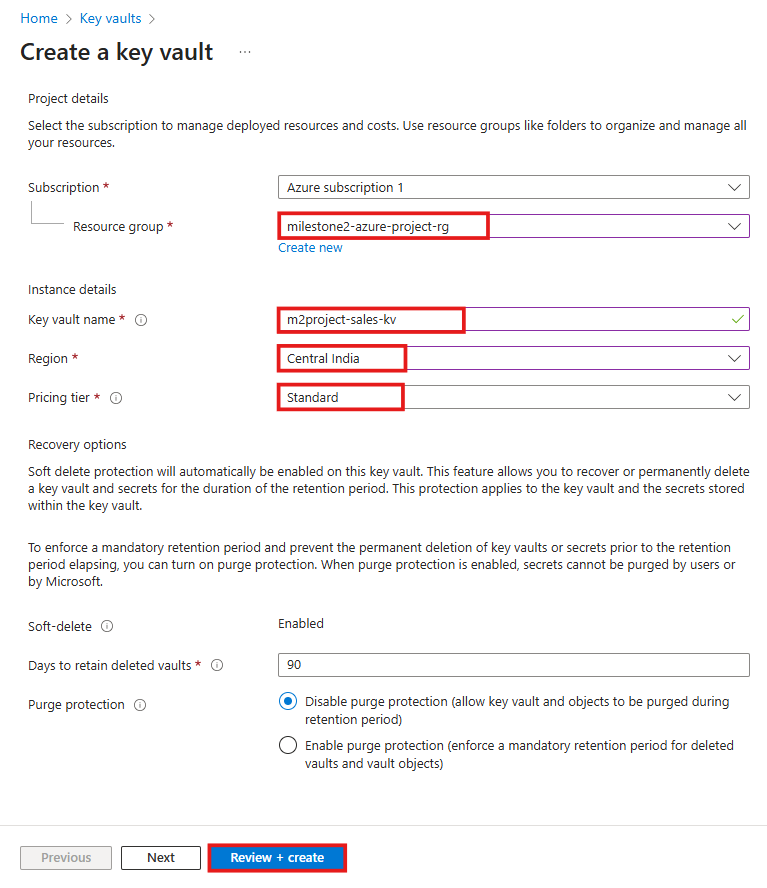 Home > Key vaults >
Create a key vault ...
Project details
Select the subscription to manage deployed resources and costs. Use resource groups like folders to organize and manage all
your resources.
Subscription * Azure subscription 1
Resource group * milestone2-azure-project-rg
Create new
Instance details
Key vault name * m2project-sales-kv
Region * Central India
Pricing tier * Standard
Recovery options
Soft delete protection will automatically be enabled on this key vault. This feature allows you to recover or permanently delete
a key vault and secrets for the duration of the retention period. This protection applies to the key vault and the secrets stored
within the key vault.
To enforce a mandatory retention period and prevent the permanent deletion of key vaults or secrets prior to the retention
period elapsing, you can turn on purge protection. When purge protection is enabled, secrets cannot be purged by users or
by Microsoft.
Soft-delete Enabled
Days to retain deleted vaults * 90
Purge protection Disable purge protection (allow key vault and objects to be purged during
retention period)
Enable purge protection (enforce a mandatory retention period for deleted
vaults and vault objects)
Previous Next Review + create